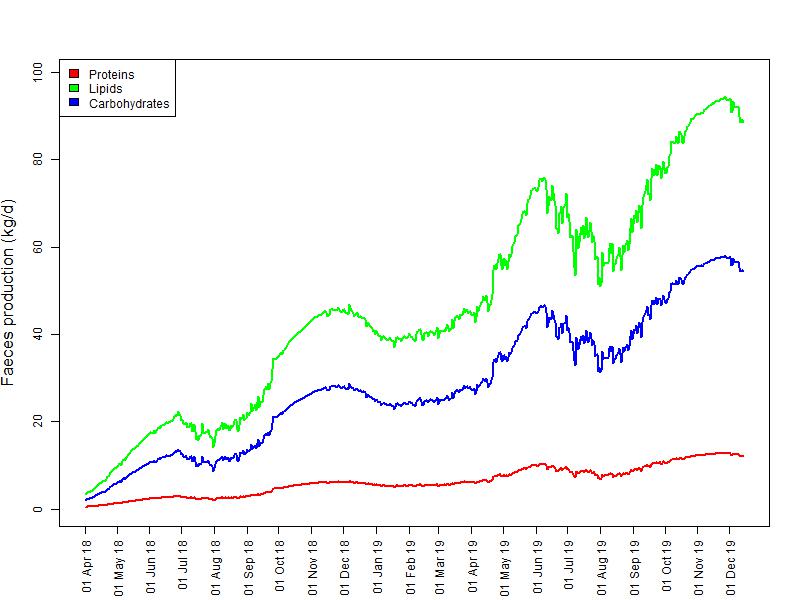 Proteins
Lipids
Carbohydrates
Faeces production (kg/d)
100
80
60
40
20
0
01 Apr 18
01 May 18
01 Jun 18
01 Jul 18
01 Aug 18
01 Sep 18
01 Oct 18
01 Nov 18
01 Dec 18
01 Jan 19
01 Feb 19
01 Mar 19
01 Apr 19
01 May 19
01 Jun 19
01 Jul 19
01 Aug 19
01 Sep 19
01 Oct 19
01 Nov 19
01 Dec 19